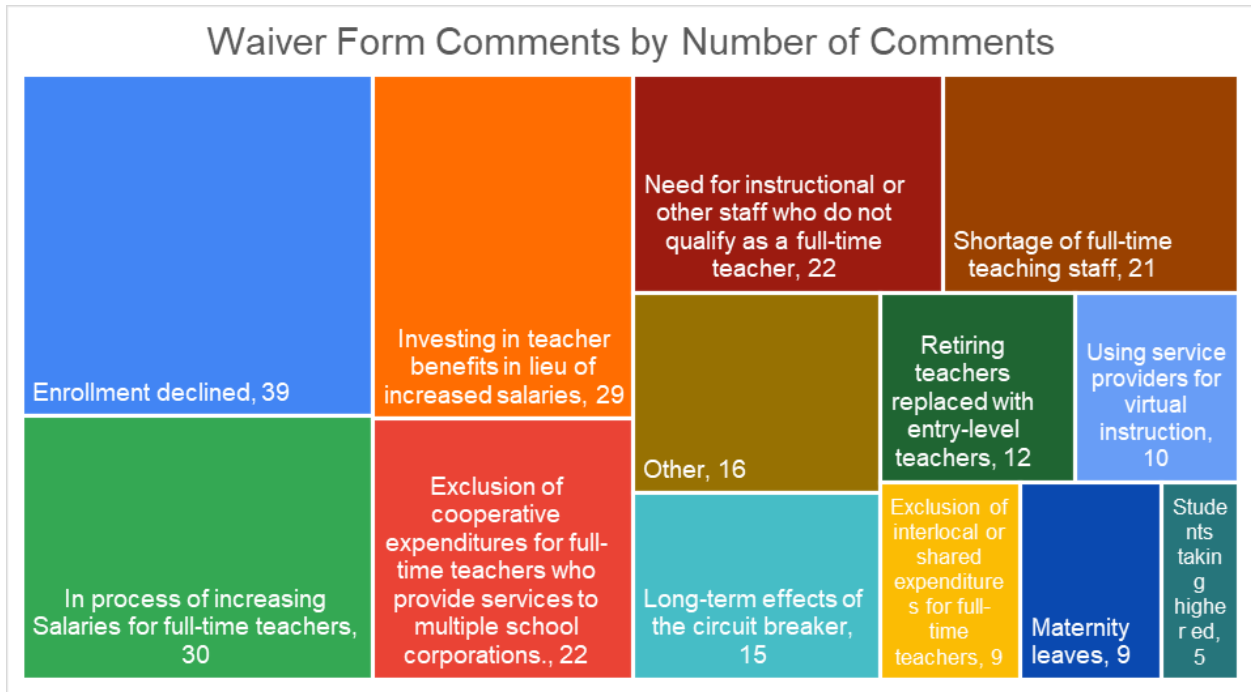 Waiver Form Comments by Number of Comments
Enrollment declined, 39
In process of increasing
Salaries for full-time teachers,
30
Investing in teacher
benefits in lieu of
increased salaries, 29
Exclusion of
cooperative
expenditures for full-
time teachers who
provide services to
multiple school
corporations., 22
Need for instructional or
other staff who do not
qualify as a full-time
teacher, 22
Shortage of full-time
teaching staff, 21
Other, 16
Long-term effects of
the circuit breaker,
15
Retiring
teachers
replaced with
entry-level
teachers, 12
Using service
providers for
virtual
instruction,
10
Exclusion of
interlocal or
shared
expenditure
s for full-
time
teachers, 9
Maternity
leaves, 9
Stude
nts
takin
g
highe
r ed,
5